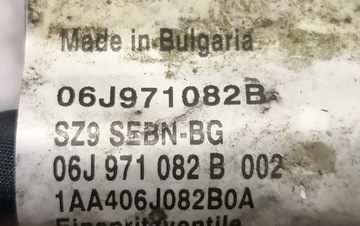 Made in Bulgaria
06J971082B
SZ9 SEBN-BG
06J 971 082 B 002
1AA406J082B0A
Einspritzventile